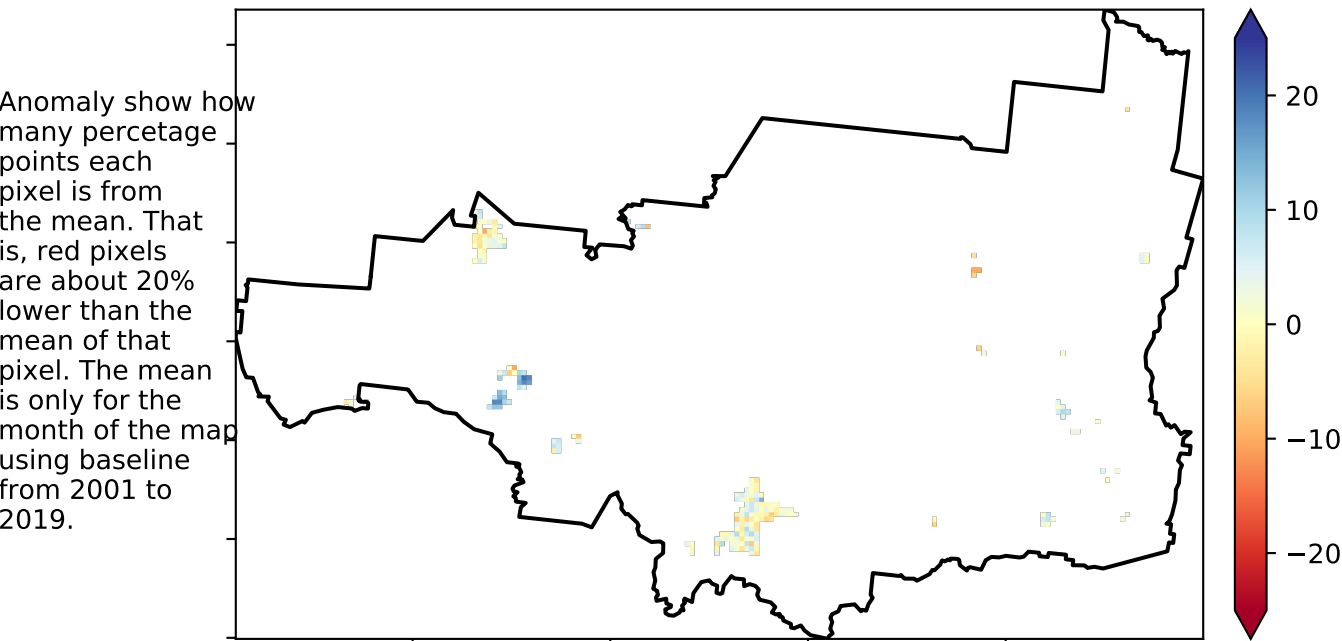 Anomaly show how
many percetage
points each
pixel is from
the mean. That
is, red pixels
are about 20%
lower than the
mean of that
pixel. The mean
is only for the
month of the map
using baseline
from 2001 to
2019.
20
10
0
−10
−20